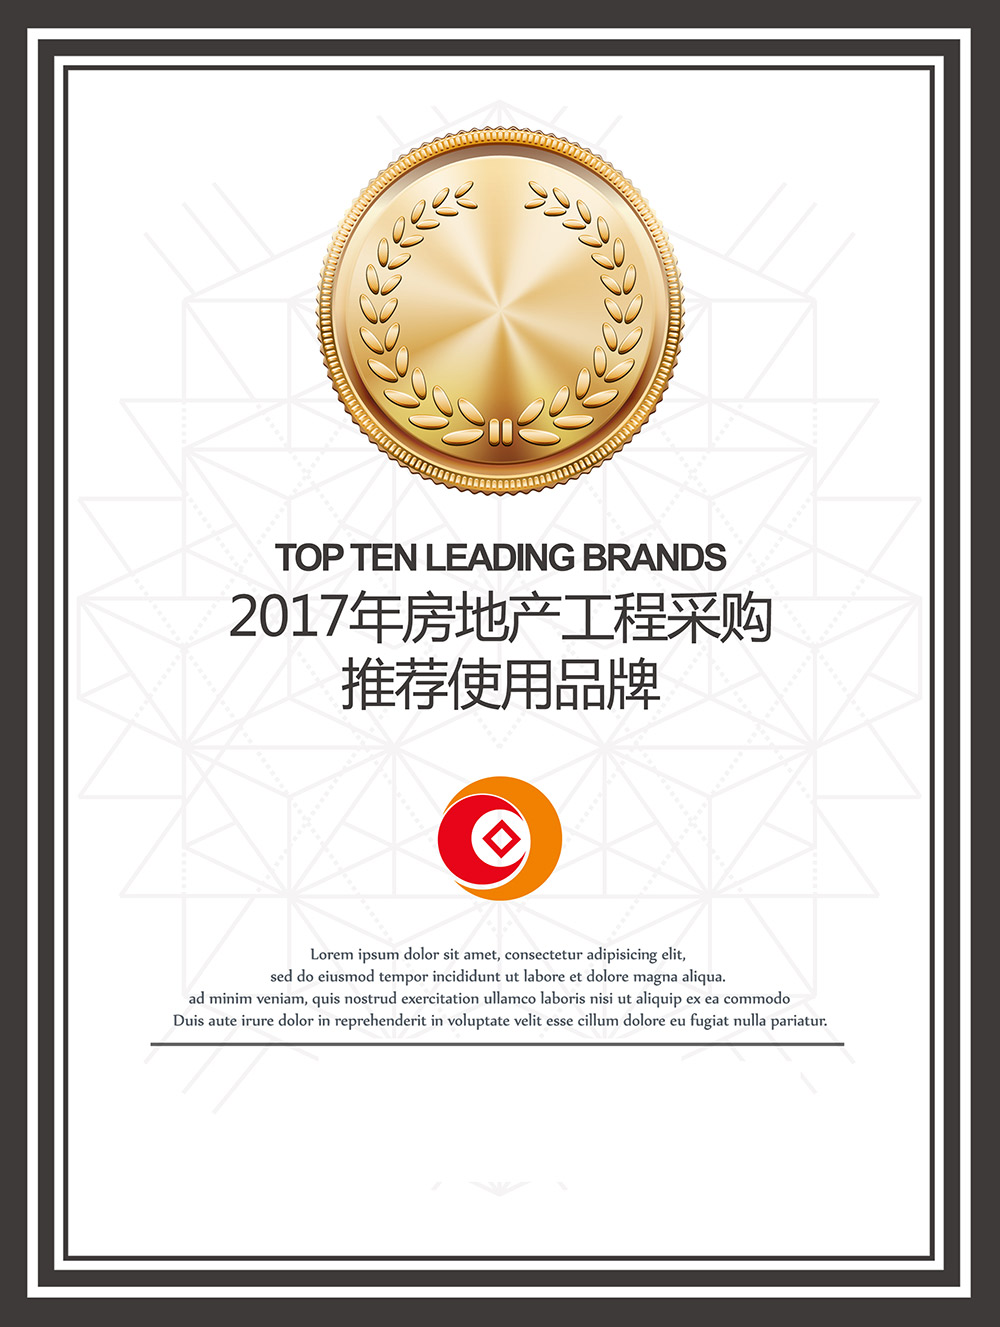 TOP TEN LEADING BRANDS
2017年房地产工程采购
推荐使用品牌
Lorem ipsum dolor sit amet, consectetur adipisicing elit,
sed do eiusmod tempor incididunt ut labore et dolore magna aliqua.
ad minim veniam, quis nostrud exercitation ullamco laboris nisi ut aliquip ex ea commodo
Duis aute irure dolor in reprehenderit in voluptate velit esse cillum dolore eu fugiat nulla pariatur.